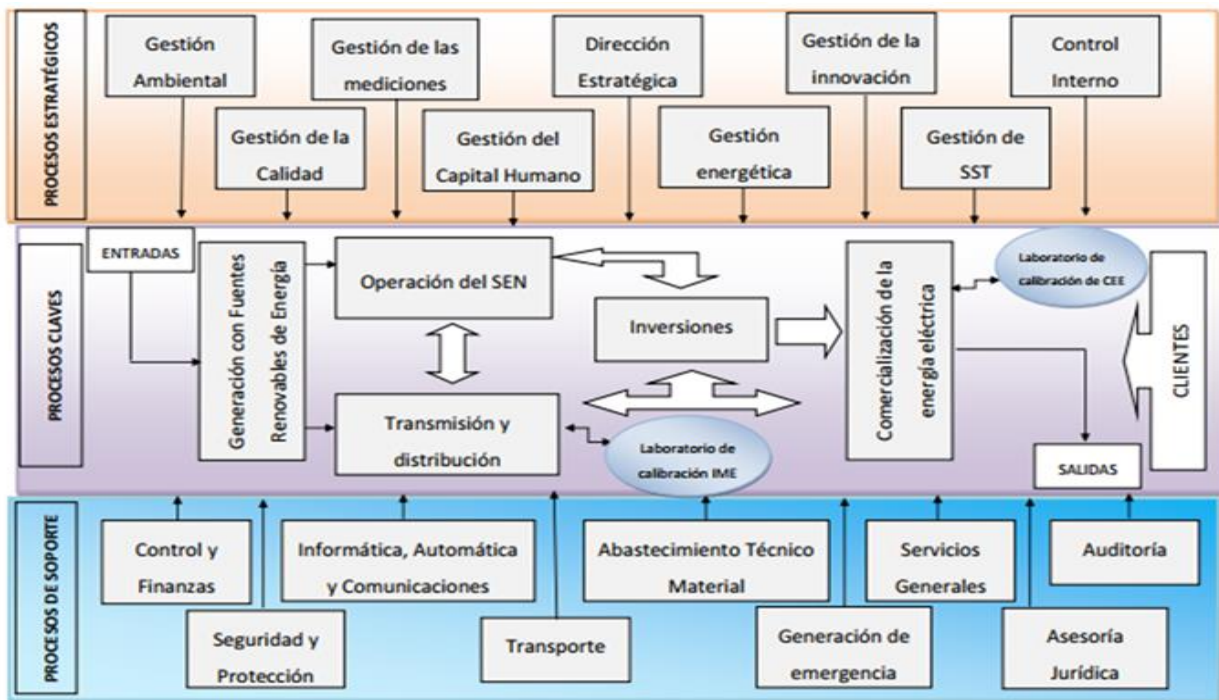 PROCESOS ESTRATÉGICOS
Gestión
Ambiental
Gestión de las
mediciones
Dirección
Estratégica
Gestión de la
innovación
Control
Interno
Gestión de la
Calidad
Gestión del
Capital Humano
Gestión
energética
Gestión de
SST
PROCESOS CLAVES
ENTRADAS
Generación con Fuentes
Renovables de Energía
Operación del SEN
Transmisión y
distribución
Inversiones
Laboratorio de
calibración IME
Comercialización de la
energía eléctrica
Laboratorio de
calibración de CEE
CLIENTES
SALIDAS
PROCESOS DE SOPORTE
Control y
Finanzas
Informática, Automática
y Comunicaciones
Abastecimiento Técnico
Material
Servicios
Generales
Auditoría
Seguridad y
Protección
Transporte
Generación de
emergencia
Asesoría
Jurídica